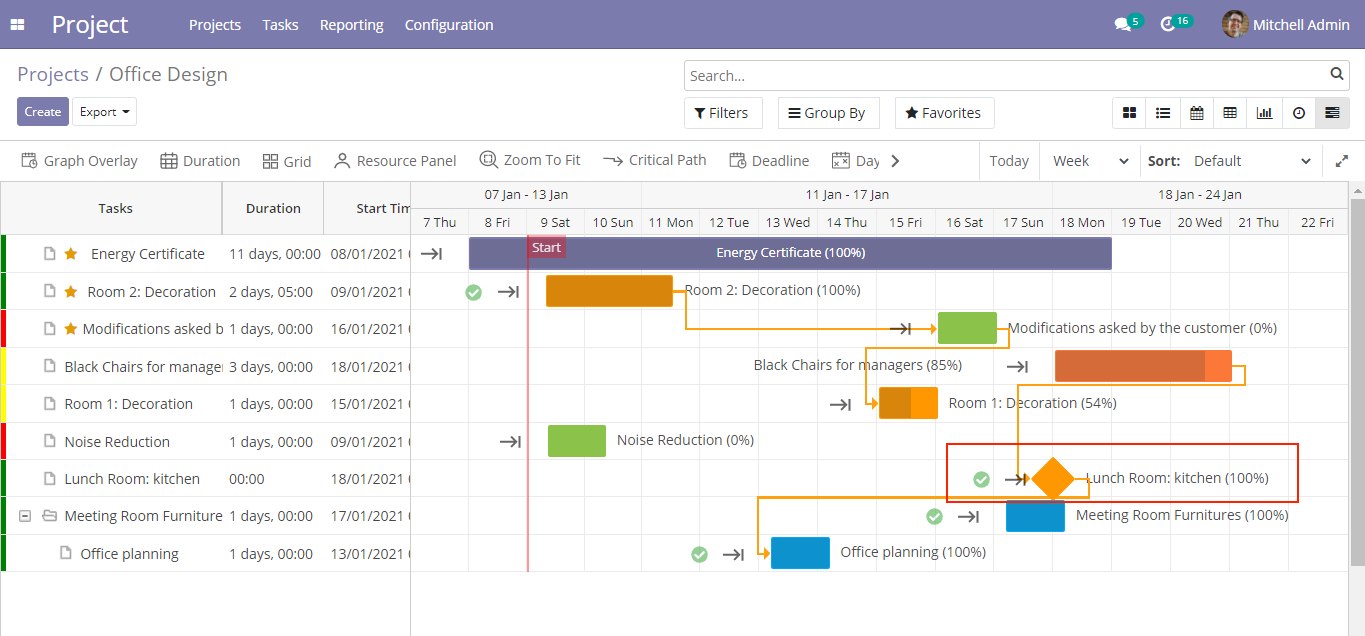 Project Projects Tasks Reporting Configuration 5 16 Mitchell Admin
Projects / Office Design Search...
Create Export Filters Group By Favorites
Graph Overlay Duration Grid Resource Panel Zoom To Fit Critical Path Deadline Day Today Week Sort: Default
Tasks Duration Start Tim 07 Jan - 13 Jan 11 Jan - 17 Jan 18 Jan - 24 Jan
7 Thu 8 Fri 9 Sat 10 Sun 11 Mon 12 Tue 13 Wed 14 Thu 15 Fri 16 Sat 17 Sun 18 Mon 19 Tue 20 Wed 21 Thu 22 Fri
Energy Certificate 11 days, 00:00 08/01/2021 0 Start Energy Certificate (100%)
Room 2: Decoration 2 days, 05:00 09/01/2021 0 Room 2: Decoration (100%)
Modifications asked b 1 days, 00:00 16/01/2021 0 Modifications asked by the customer (0%)
Black Chairs for manager 3 days, 00:00 18/01/2021 0 Black Chairs for managers (85%)
Room 1: Decoration 1 days, 00:00 15/01/2021 0 Room 1: Decoration (54%)
Noise Reduction 1 days, 00:00 09/01/2021 0 Noise Reduction (0%)
Lunch Room: kitchen 00:00 18/01/2021 0 Lunch Room: kitchen (100%)
Meeting Room Furniture 1 days, 00:00 17/01/2021 0 Meeting Room Furnitures (100%)
Office planning 1 days, 00:00 13/01/2021 0 Office planning (100%)